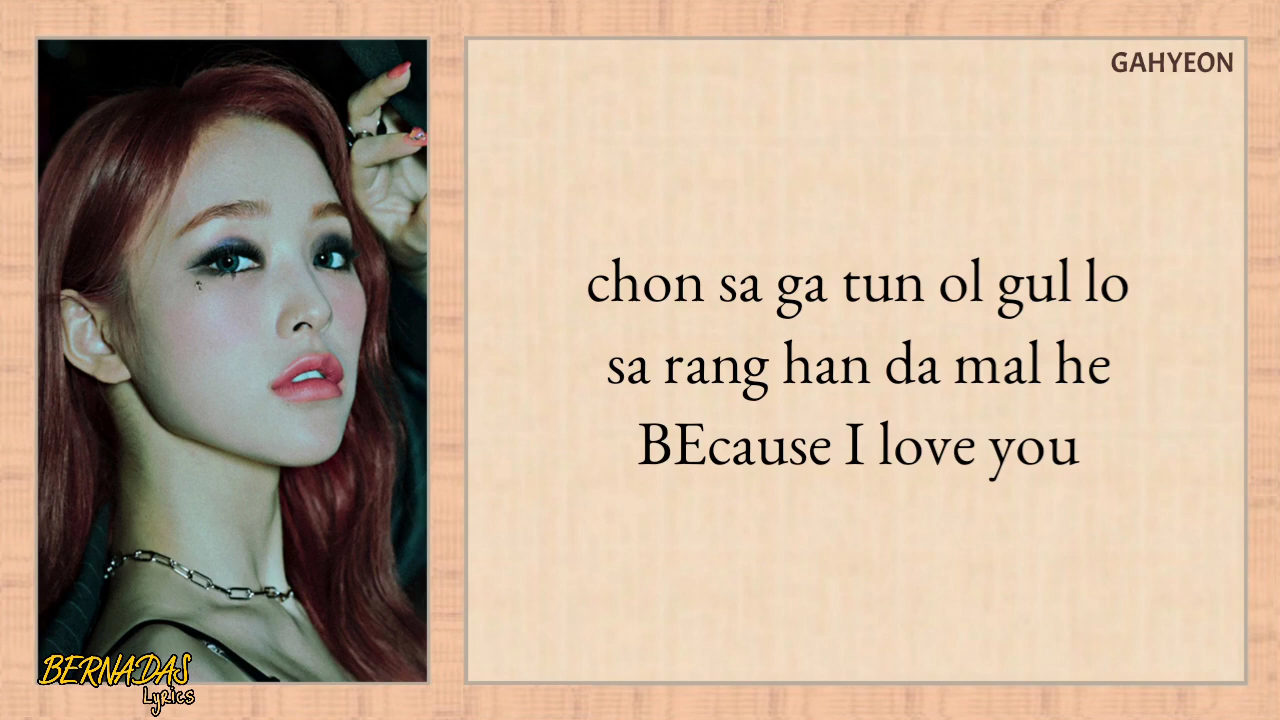 GAHYEON
chon sa ga tun ol gul lo
sa rang han da mal he
BEcause I love you
BERNADAS
Lyrics